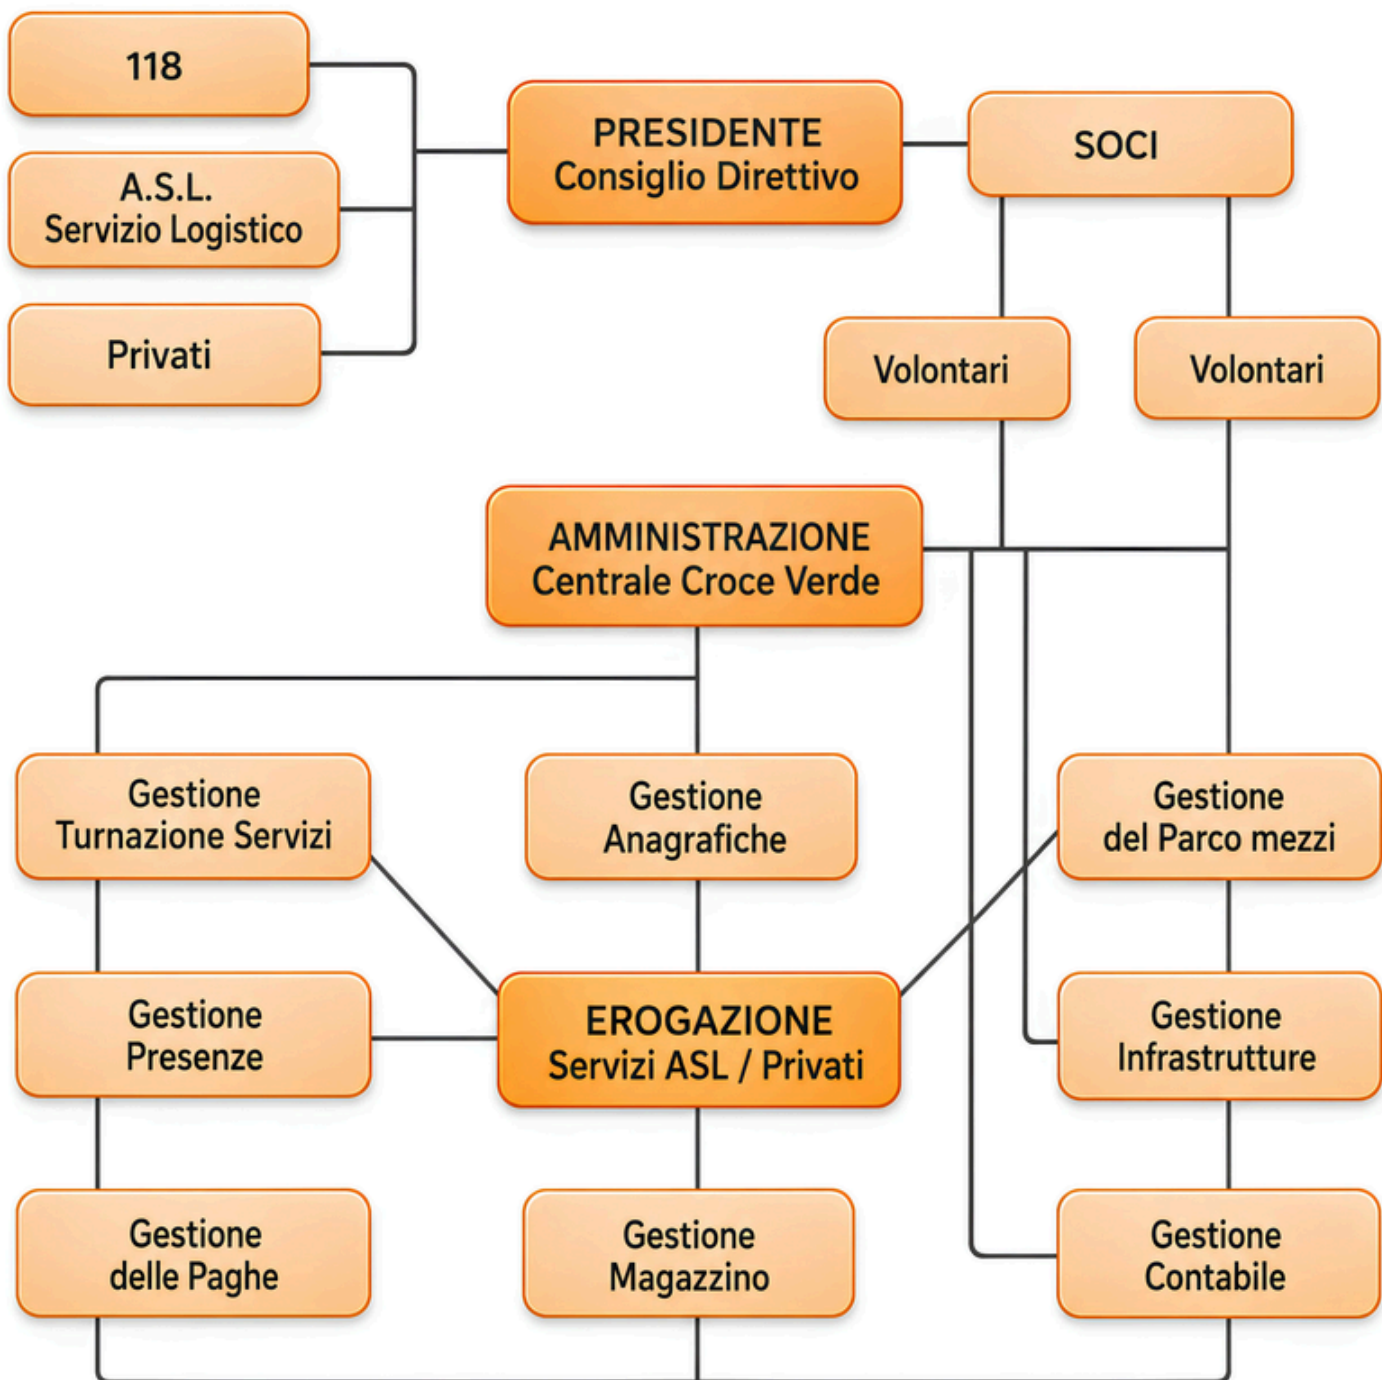 118
PRESIDENTE
Consiglio Direttivo
SOCI
A.S.L.
Servizio Logistico
Privati
Volontari
Volontari
AMMINISTRAZIONE
Centrale Croce Verde
Gestione
Turnazione Servizi
Gestione
Anagrafiche
Gestione
del Parco mezzi
Gestione
Presenze
EROGAZIONE
Servizi ASL / Privati
Gestione
Infrastrutture
Gestione
delle Paghe
Gestione
Magazzino
Gestione
Contabile